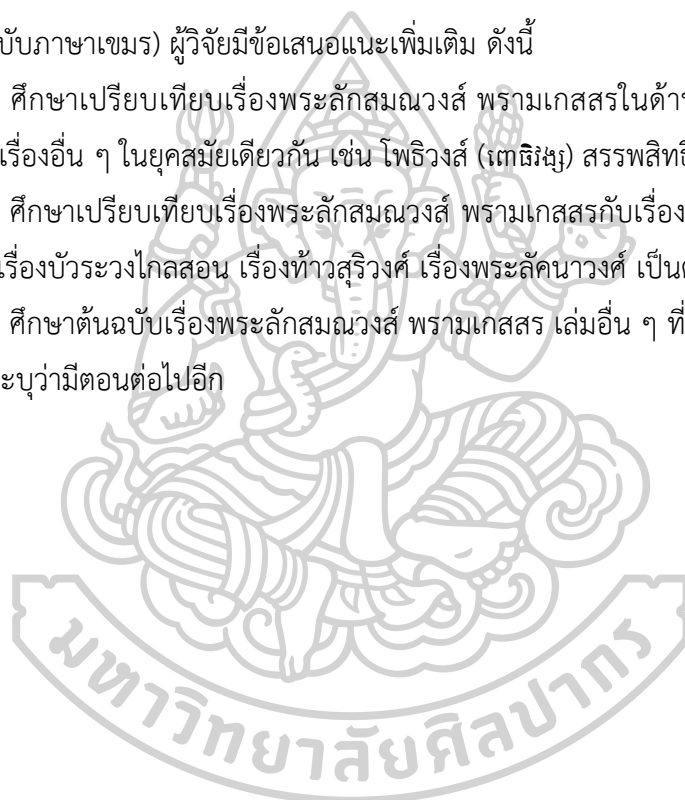 บับภาษาเขมร) ผู้วิจัยมีข้อเสนอแนะเพิ่มเติม ดังนี้
ศึกษาเปรียบเทียบเรื่องพระลักสมณวงส์ พรามเกสสรในด้าน
เรื่องอื่น ๆ ในยุคสมัยเดียวกัน เช่น โพธิวงส์ (ពោធិវង្ស) สรรพสิทธิ
ศึกษาเปรียบเทียบเรื่องพระลักสมณวงส์ พรามเกสสรกับเรื่อง
เรื่องบัวระวงไกลสอน เรื่องท้าวสุริวงศ์ เรื่องพระลัคนาวงศ์ เป็นต
ศึกษาต้นฉบับเรื่องพระลักสมณวงส์ พรามเกสสร เล่มอื่น ๆ ที่
ะบุว่ามีตอนต่อไปอีก
มหาวิทยาลัยศิลปากร